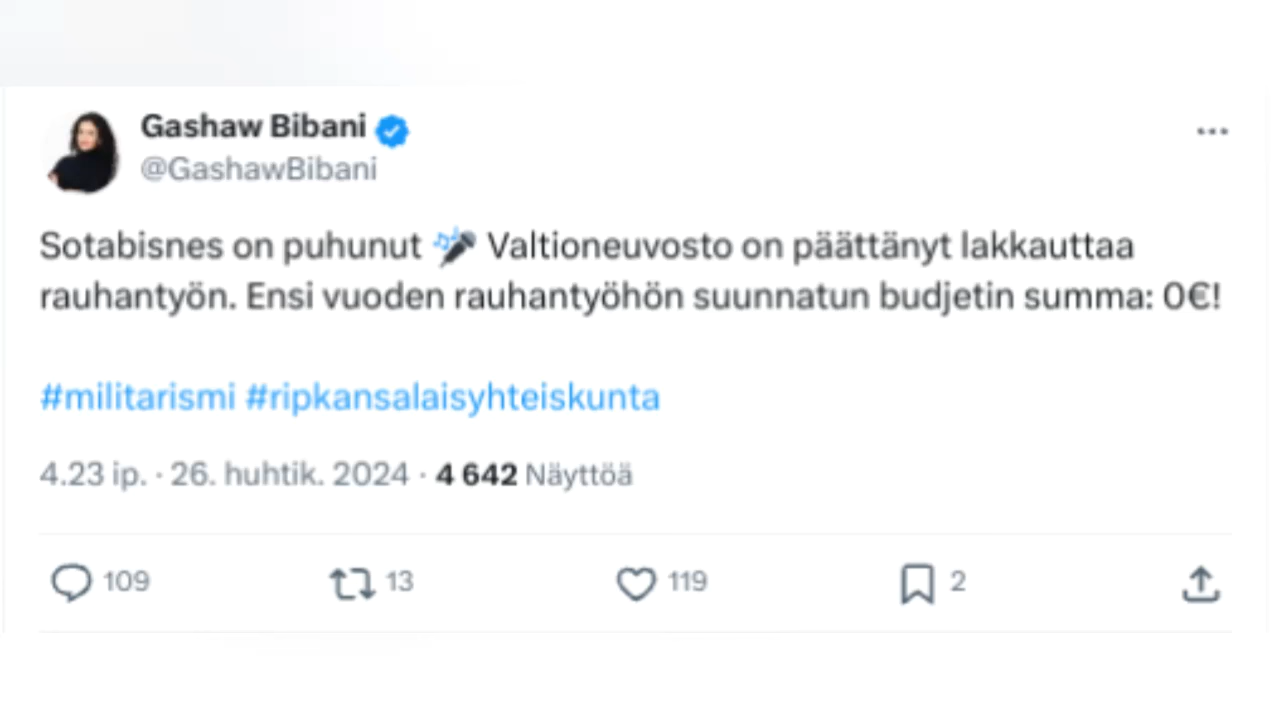 Gashaw Bibani
@GashawBibani
Sotabisnes on puhunut 🎤 Valtioneuvosto on päättänyt lakkauttaa
rauhantyön. Ensi vuoden rauhantyöhön suunnatun budjetin summa: 0€!
#militarismi #ripkansalaisyhteiskunta
4.23 ip. · 26. huhtik. 2024 · 4 642 Näyttöä
109 13 119 2